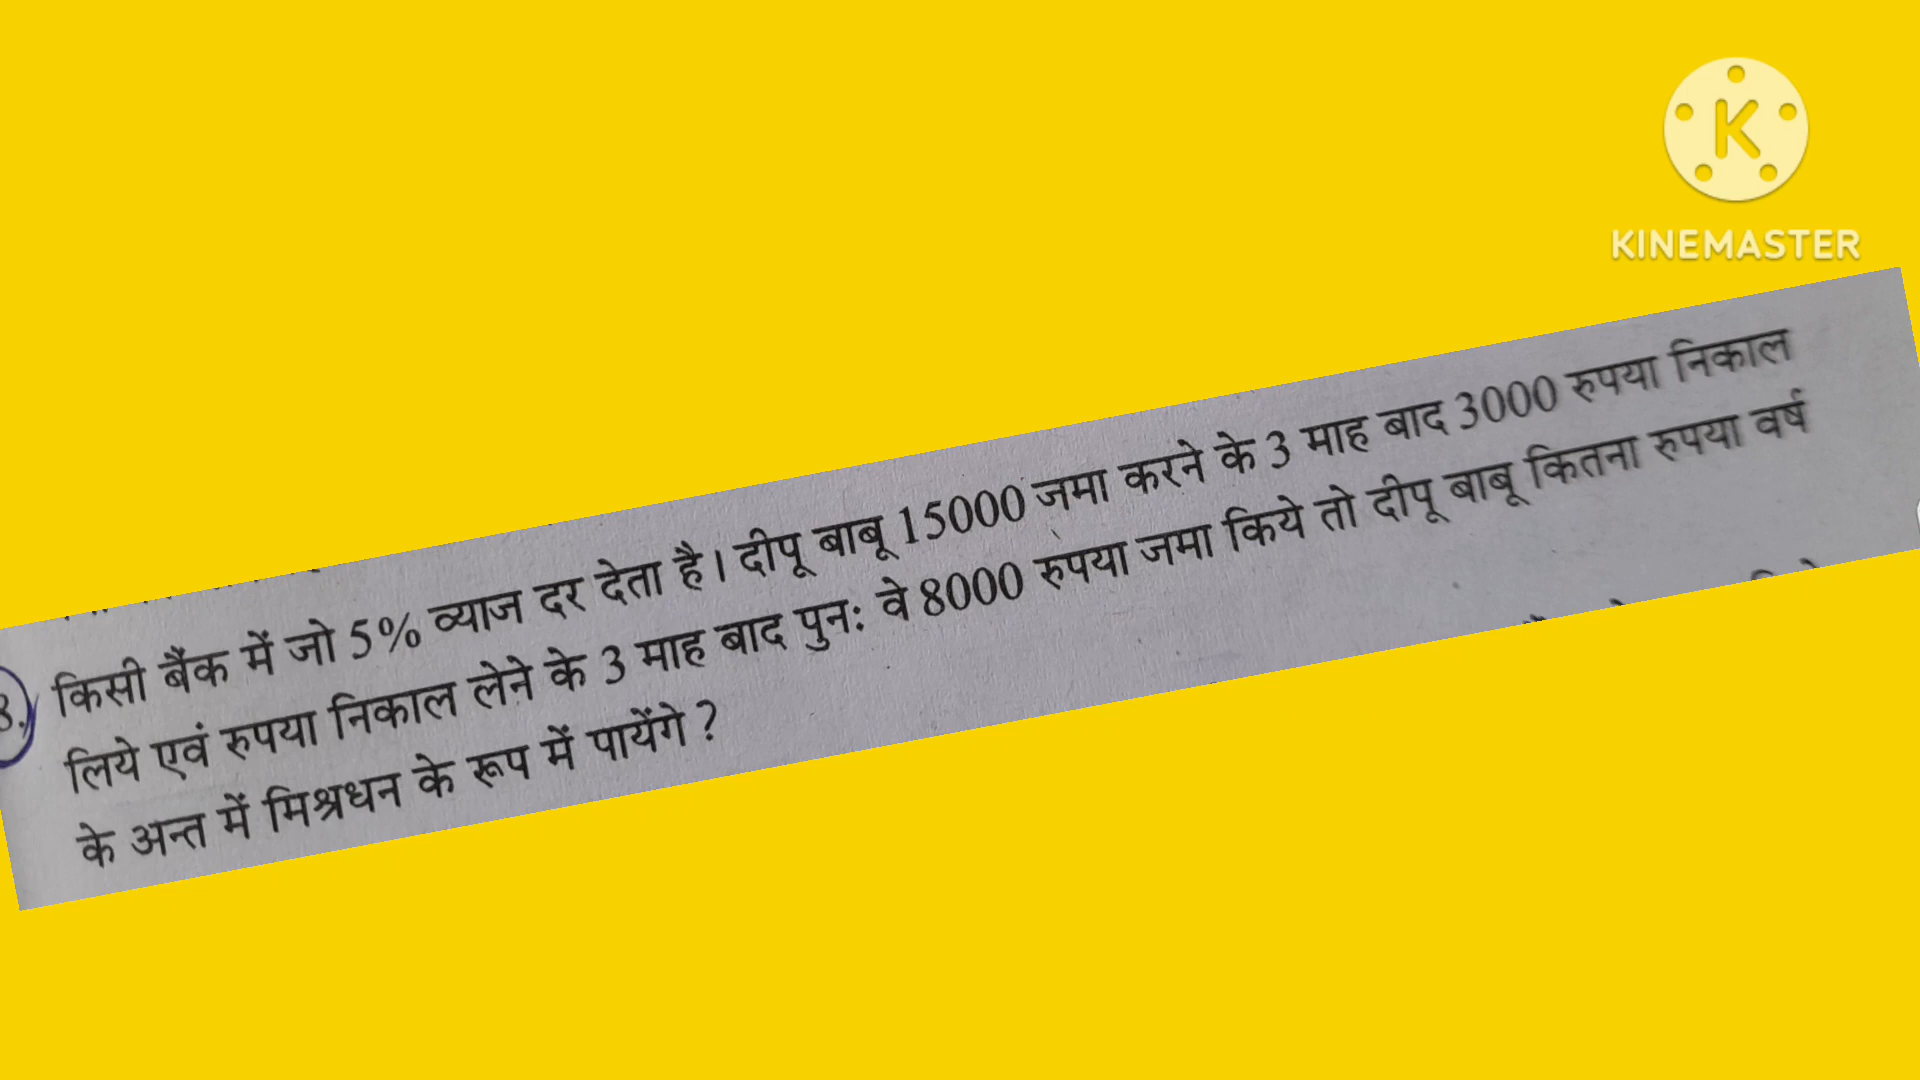 KINEMASTER
3. किसी बैंक में जो 5% व्याज दर देता है। दीपू बाबू 15000 जमा करने के 3 माह बाद 3000 रुपया निकाल
लिये एवं रुपया निकाल लेने के 3 माह बाद पुन: वे 8000 रुपया जमा किये तो दीपू बाबू कितना रुपया वर्ष
के अन्त में मिश्रधन के रूप में पायेंगे ?